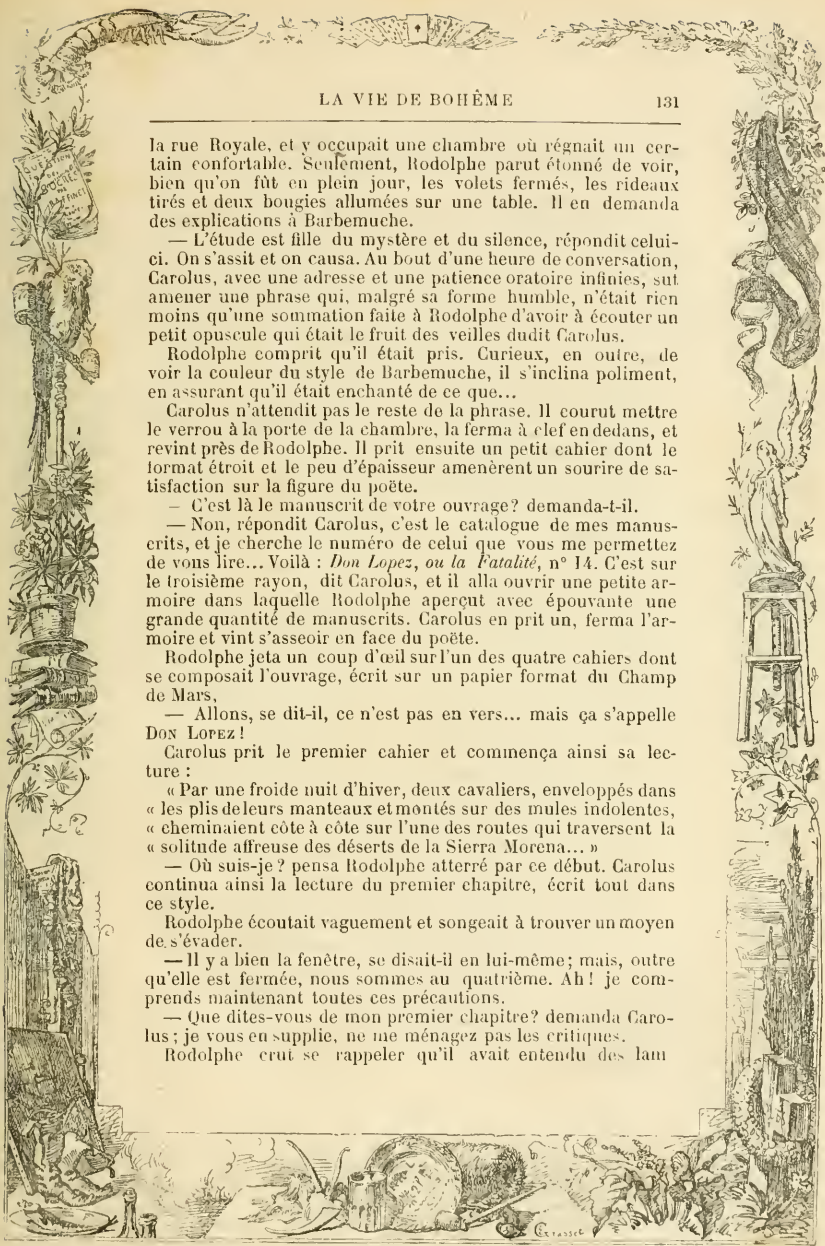 LA VIE DE BOHÊME 131
la rue Royale, et y occupait une chambre où régnait un cer-
tain confortable. Seulement, Rodolphe parut étonné de voir,
bien qu'on fût en plein jour, les volets fermés, les rideaux
tirés et deux bougies allumées sur une table. Il en demanda
des explications à Barbemuche.
— L'étude est fille du mystère et du silence, répondit celui-
ci. On s'assit et on causa. Au bout d'une heure de conversation,
Carolus, avec une adresse et une patience oratoire infinies, sut
amener une phrase qui, malgré sa forme humble, n'était rien
moins qu'une sommation faite à Rodolphe d'avoir à écouter un
petit opuscule qui était le fruit des veilles dudit Carolus.
Rodolphe comprit qu'il était pris. Curieux, en outre, de
voir la couleur du style de Barbemuche, il s'inclina poliment,
en assurant qu'il était enchanté de ce que...
Carolus n'attendit pas le reste de la phrase. Il courut mettre
le verrou à la porte de la chambre, la ferma à clef en dedans, et
revint près de Rodolphe. Il prit ensuite un petit cahier dont le
format étroit et le peu d'épaisseur amenèrent un sourire de sa-
tisfaction sur la figure du poëte.
— C'est là le manuscrit de votre ouvrage? demanda-t-il.
— Non, répondit Carolus, c'est le catalogue de mes manus-
crits, et je cherche le numéro de celui que vous me permettez
de vous lire... Voilà : Don Lopez, ou la Fatalité, n° 14. C'est sur
le troisième rayon, dit Carolus, et il alla ouvrir une petite ar-
moire dans laquelle Rodolphe aperçut avec épouvante une
grande quantité de manuscrits. Carolus en prit un, ferma l'ar-
moire et vint s'asseoir en face du poëte.
Rodolphe jeta un coup d'œil sur l'un des quatre cahiers dont
se composait l'ouvrage, écrit sur un papier format du Champ
de Mars,
— Allons, se dit-il, ce n'est pas en vers... mais ça s'appelle
DON LOPEZ !
Carolus prit le premier cahier et commença ainsi sa lec-
ture :
« Par une froide nuit d'hiver, deux cavaliers, enveloppés dans
« les plis de leurs manteaux et montés sur des mules indolentes,
« cheminaient côte à côte sur l'une des routes qui traversent la
« solitude affreuse des déserts de la Sierra Morena... »
— Où suis-je ? pensa Rodolphe atterré par ce début. Carolus
continua ainsi la lecture du premier chapitre, écrit tout dans
ce style.
Rodolphe écoutait vaguement et songeait à trouver un moyen
de s'évader.
— Il y a bien la fenêtre, se disait-il en lui-même; mais, outre
qu'elle est fermée, nous sommes au quatrième. Ah ! je com-
prends maintenant toutes ces précautions.
— Que dites-vous de mon premier chapitre? demanda Caro-
lus ; je vous en supplie, ne me ménagez pas les critiques.
Rodolphe crut se rappeler qu'il avait entendu des lam